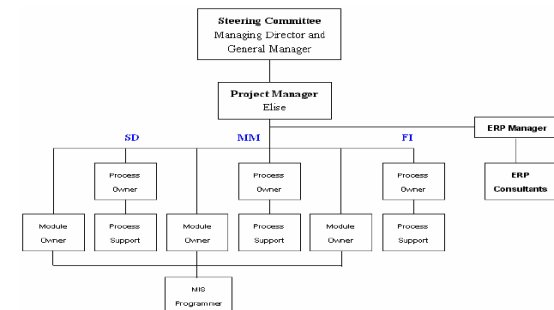 Steering Committee
Managing Director and
General Manager
Project Manager
Elise
ERP Manager
SD
MM
FI
Process
Owner
Process
Owner
Process
Owner
ERP
Consultants
Module
Owner
Process
Support
Module
Owner
Process
Support
Module
Owner
Process
Support
MIS
Programmer